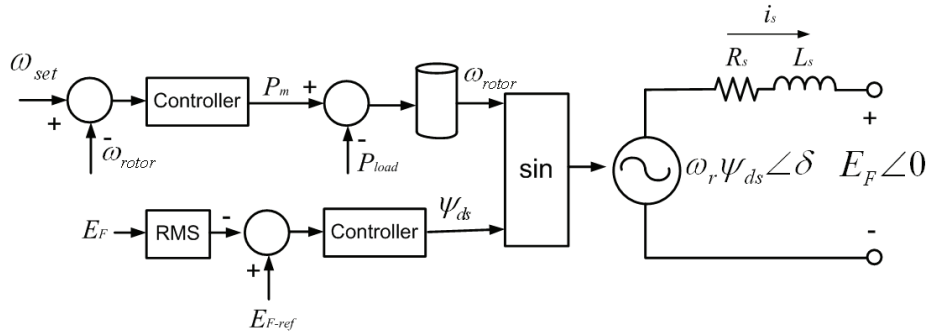 ω_set
+
-
ω_rotor
Controller
P_m
+
-
P_load
ω_rotor
E_F
RMS
-
+
E_F-ref
Controller
ψ_ds
sin
i_s
R_s
L_s
ω_r ψ_ds∠δ
+
E_F∠0
-